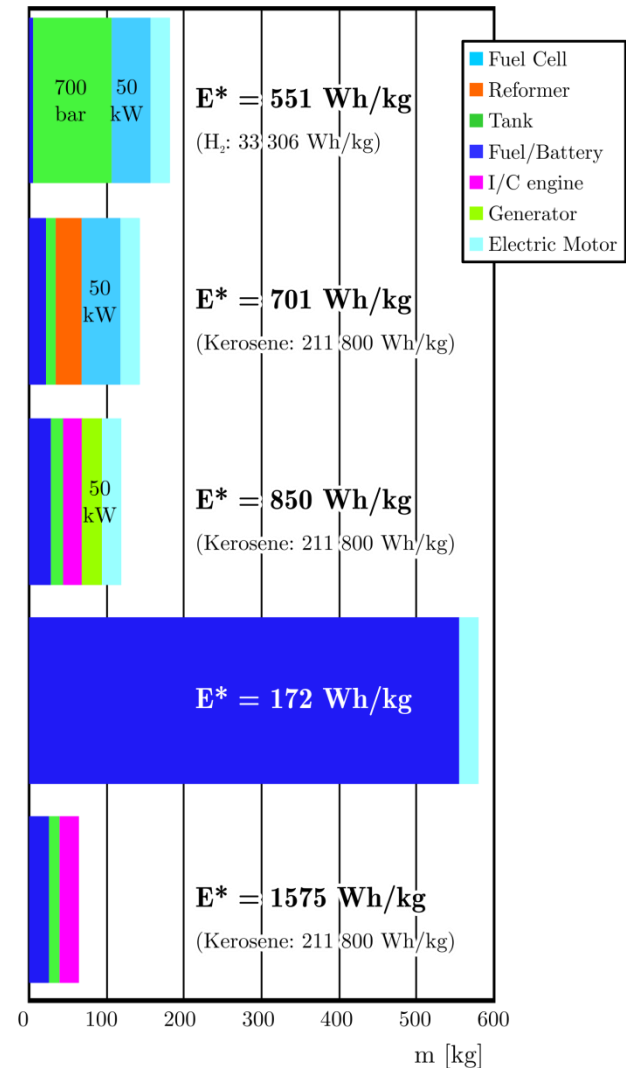 700
bar
50
kW
E* = 551 Wh/kg
(H₂: 33 306 Wh/kg)
Fuel Cell
Reformer
Tank
Fuel/Battery
I/C engine
Generator
Electric Motor
50
kW
E* = 701 Wh/kg
(Kerosene: 211 800 Wh/kg)
50
kW
E* = 850 Wh/kg
(Kerosene: 211 800 Wh/kg)
E* = 172 Wh/kg
E* = 1575 Wh/kg
(Kerosene: 211 800 Wh/kg)
0 100 200 300 400 500 600
m [kg]